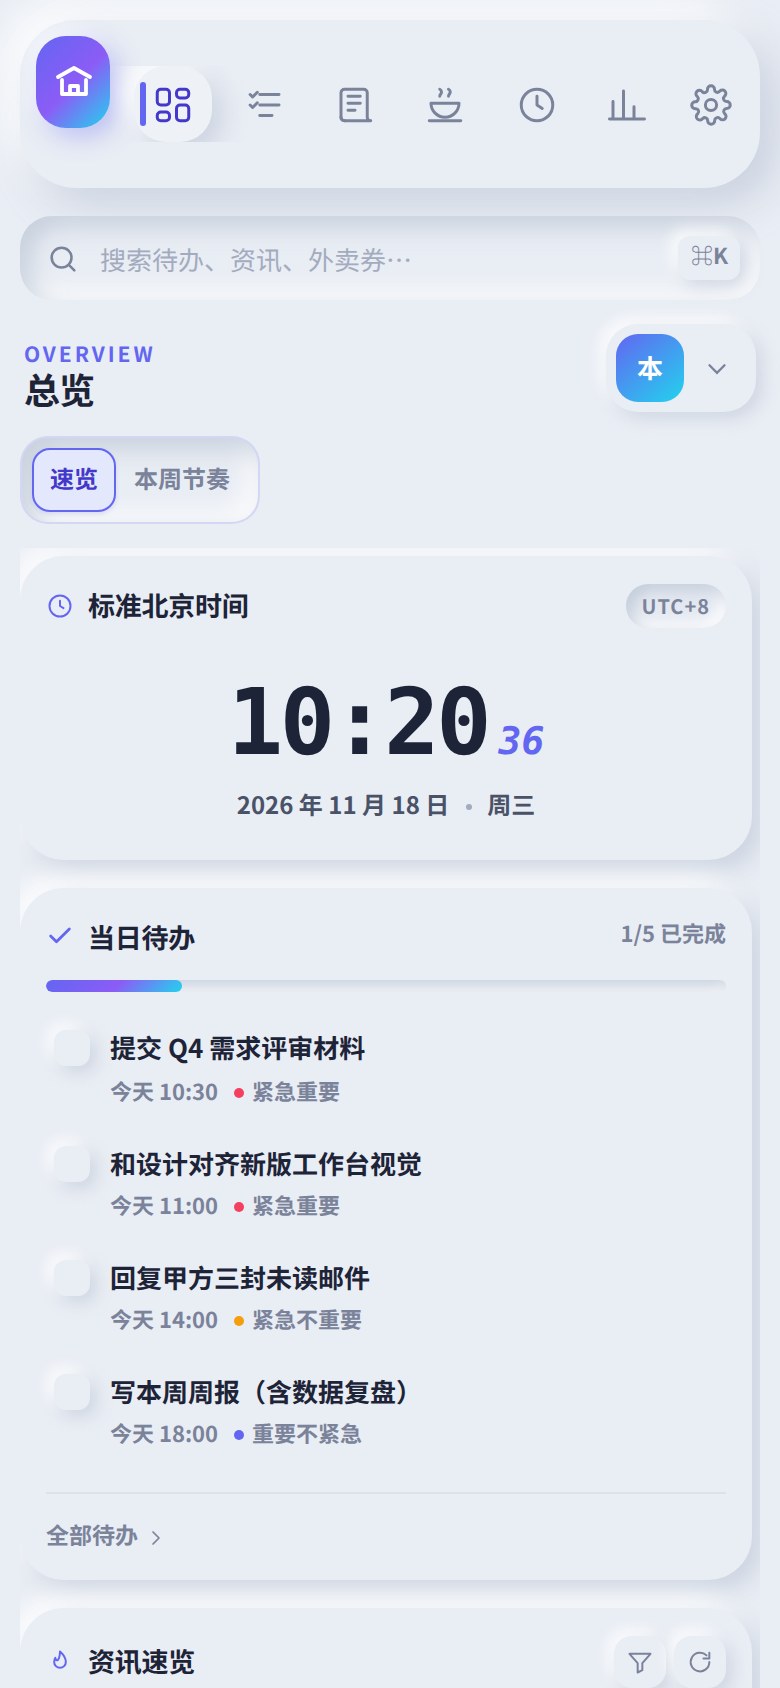 搜索待办、资讯、外卖券…
⌘K
OVERVIEW
总览
本
速览
本周节奏
标准北京时间
UTC+8
10:20 36
2026 年 11 月 18 日 • 周三
当日待办
1/5 已完成
提交 Q4 需求评审材料
今天 10:30 紧急重要
和设计对齐新版工作台视觉
今天 11:00 紧急重要
回复甲方三封未读邮件
今天 14:00 紧急不重要
写本周周报（含数据复盘）
今天 18:00 重要不紧急
全部待办
资讯速览